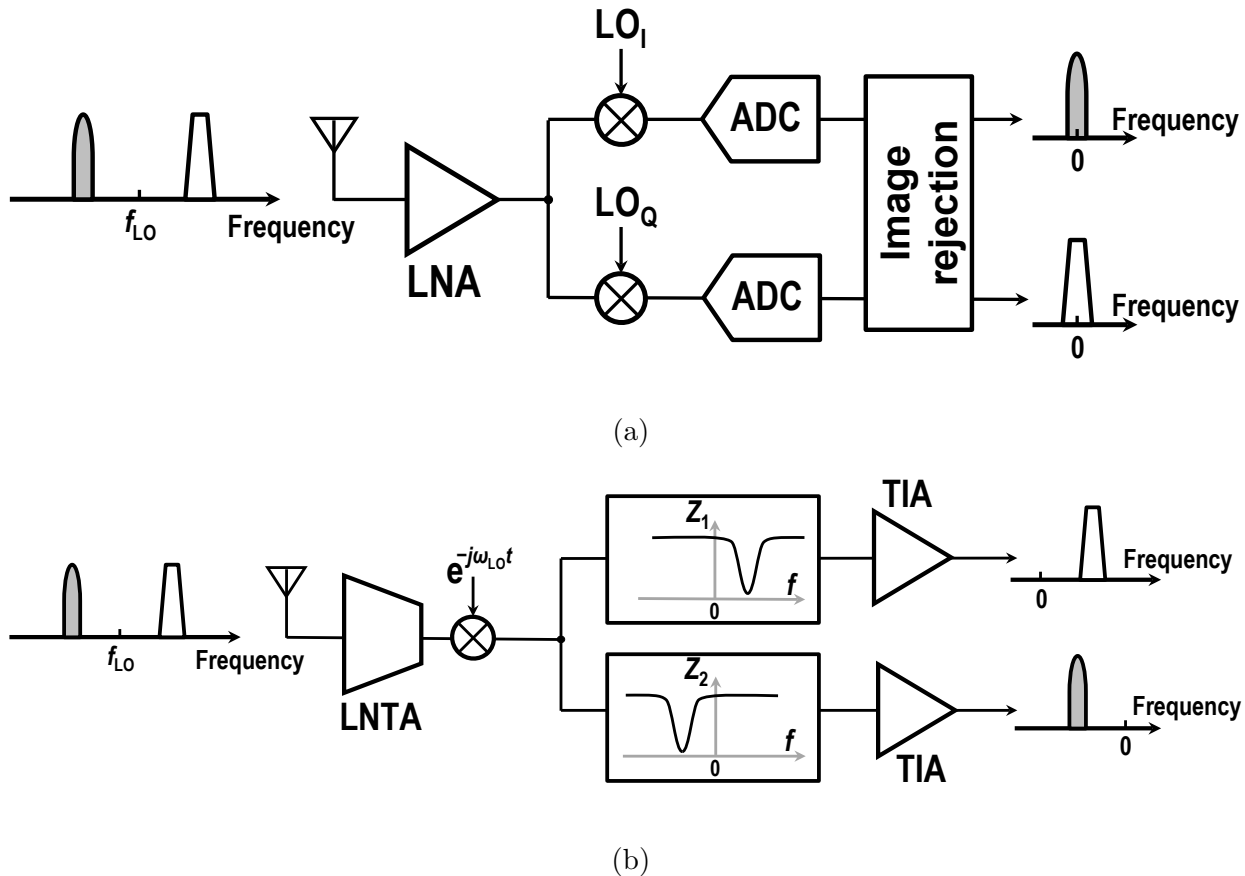 LO_I
ADC
Frequency
0
f_LO
Frequency
LNA
LO_Q
ADC
Image
rejection
Frequency
0
(a)
Z_1
f
0
TIA
Frequency
0
e^{-jω_LO t}
f_LO
Frequency
LNTA
Z_2
f
0
TIA
Frequency
0
(b)